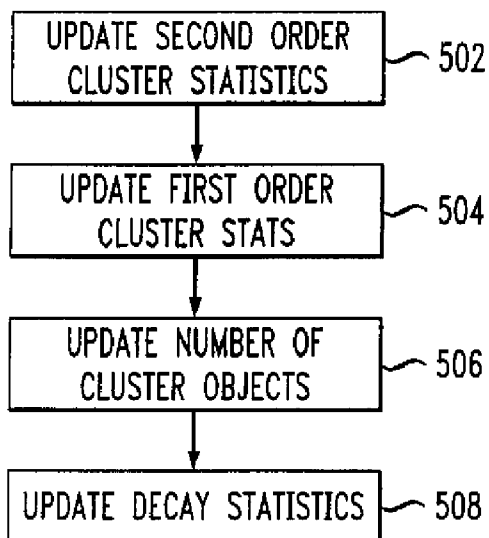 UPDATE SECOND ORDER
CLUSTER STATISTICS
502
UPDATE FIRST ORDER
CLUSTER STATS
504
UPDATE NUMBER OF
CLUSTER OBJECTS
506
UPDATE DECAY STATISTICS
508